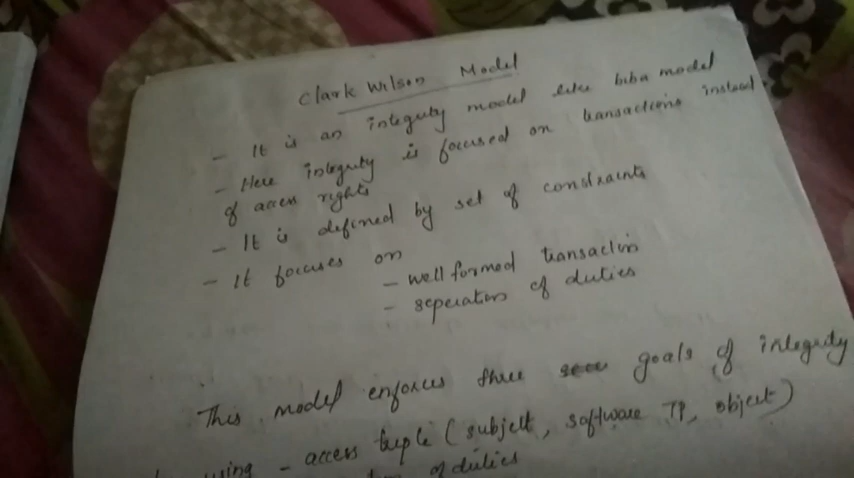 Clark Wilson Model
- It is an integrity model like biba model
- Here integrity is focused on transactions instead
of access rights
- It is defined by set of constraints
- It focuses on
- well formed transaction
- seperation of duties
This model enforces three goals of integrity
using - access triple (subject, software TP, object)
of duties